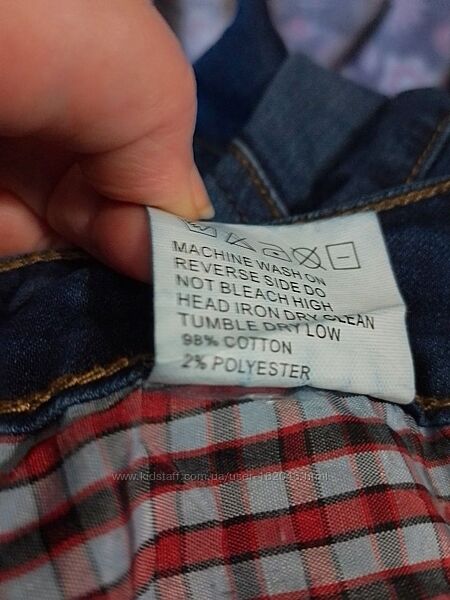 MACHINE WASH ON
REVERSE SIDE DO
NOT BLEACH HIGH
HEAD IRON DRY CLEAN
TUMBLE DRY LOW
98% COTTON
2% POLYESTER